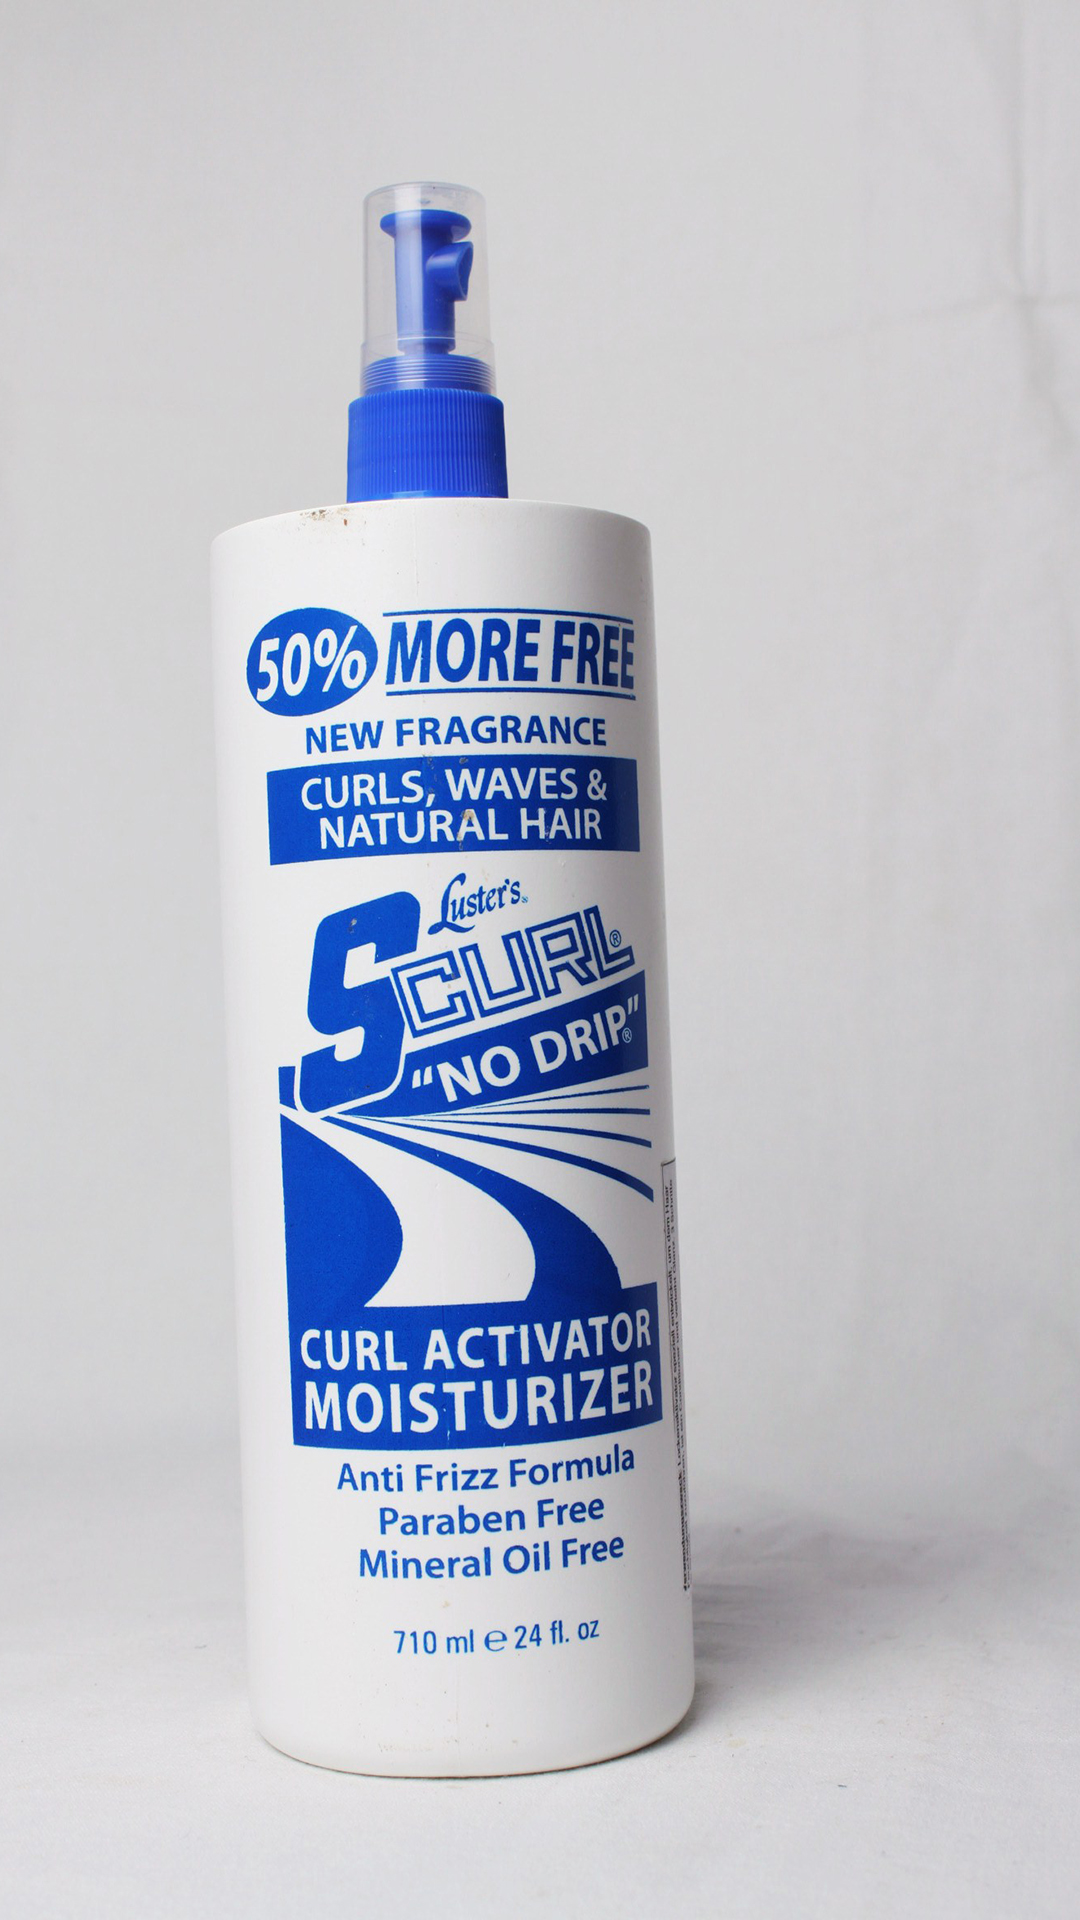 50% MORE FREE
NEW FRAGRANCE
CURLS, WAVES &
NATURAL HAIR
Luster's®
SCURL®
"NO DRIP"®
CURL ACTIVATOR
MOISTURIZER
Anti Frizz Formula
Paraben Free
Mineral Oil Free
710 ml ℮ 24 fl. oz